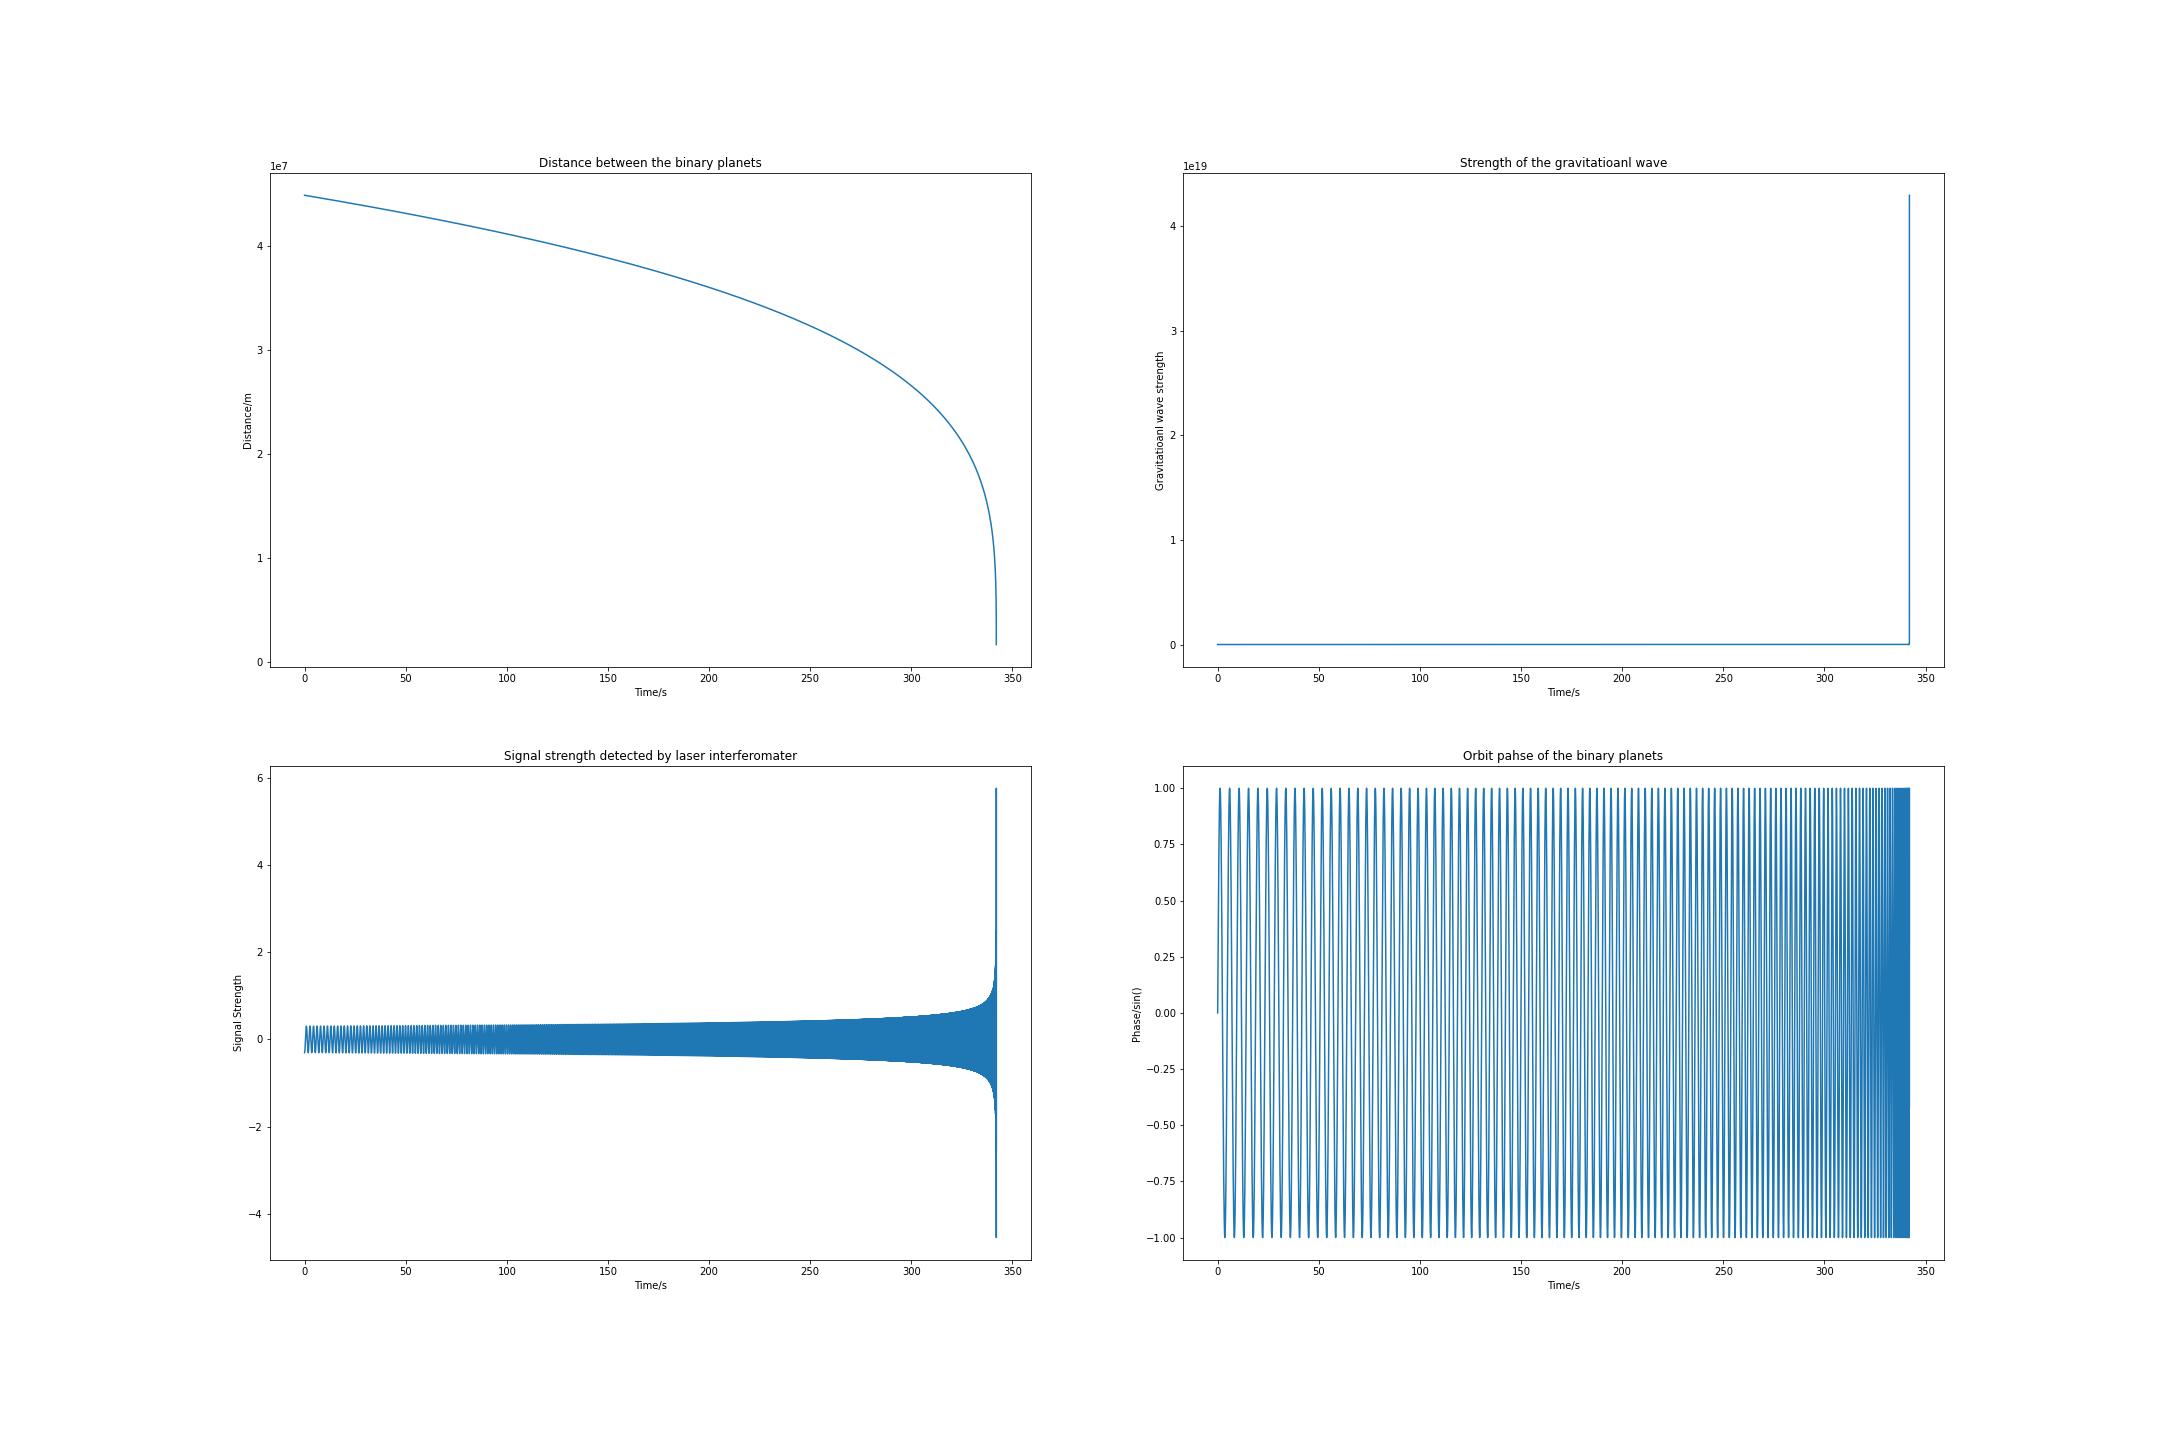 Distance between the binary planets
1e7
Distance/m
4
3
2
1
0
0 50 100 150 200 250 300 350
Time/s
Strength of the gravitatioanl wave
1e19
Gravitatioanl wave strength
4
3
2
1
0
0 50 100 150 200 250 300 350
Time/s
Signal strength detected by laser interferomater
Signal Strength
6
4
2
0
−2
−4
0 50 100 150 200 250 300 350
Time/s
Orbit pahse of the binary planets
Phase/sin()
1.00
0.75
0.50
0.25
0.00
−0.25
−0.50
−0.75
−1.00
0 50 100 150 200 250 300 350
Time/s